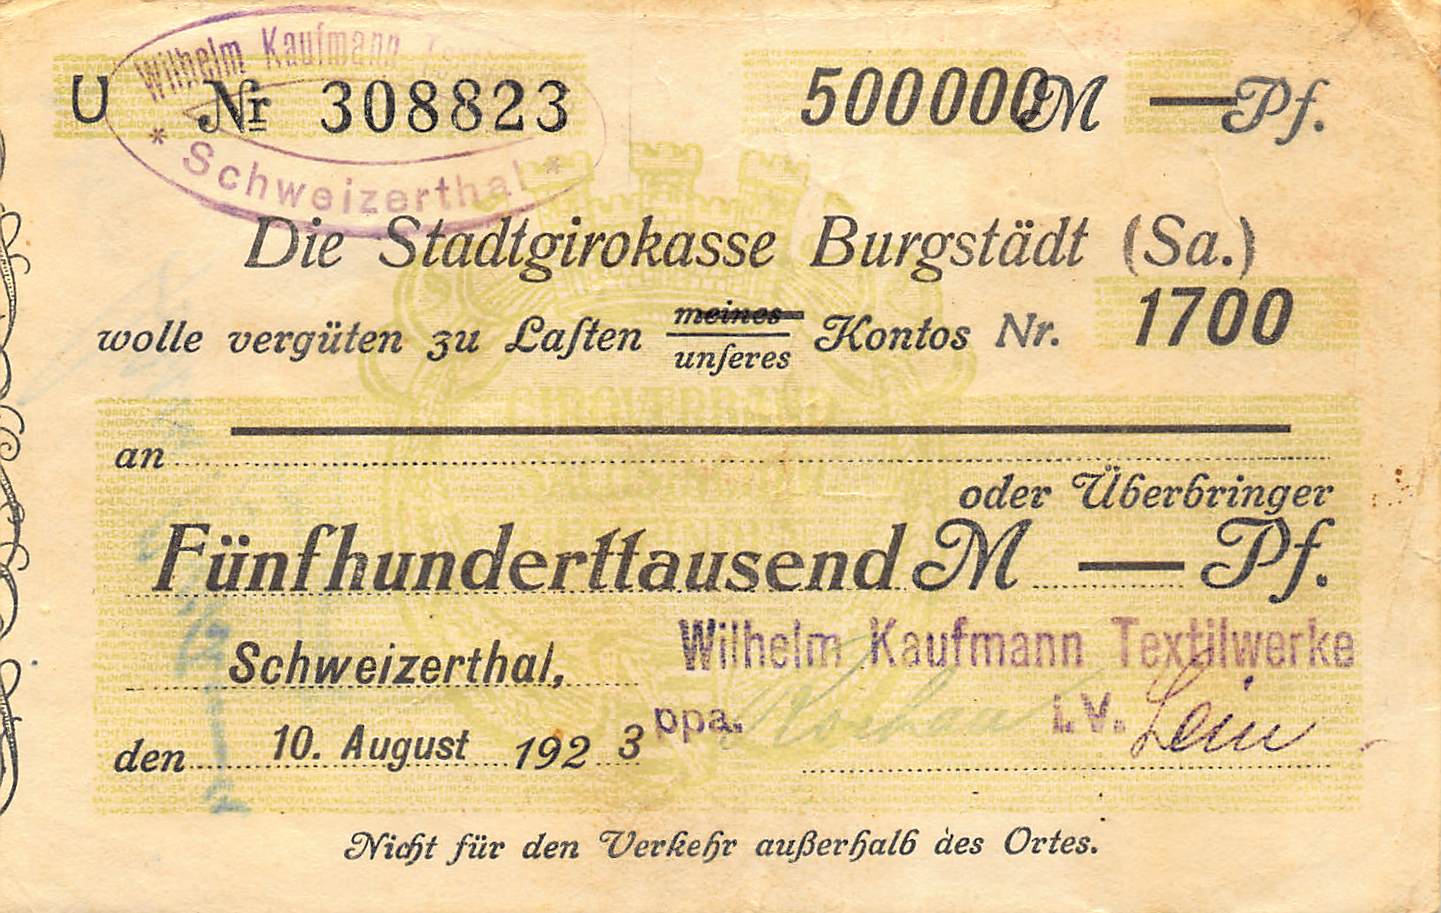 Wilhelm Kaufmann
U Nr 308823 500000 M — Pf.
* Schweizerthal *
Die Stadtgirokasse Burgstädt (Sa.)
wolle vergüten zu Laſten meines Kontos Nr. 1700
unſeres
an
oder Überbringer
Fünfhunderttausend M — Pf.
Schweizerthal,
Wilhelm Kaufmann Textilwerke
ppa. i.V.
den 10. August 1923
Nicht für den Verkehr außerhalb des Ortes.